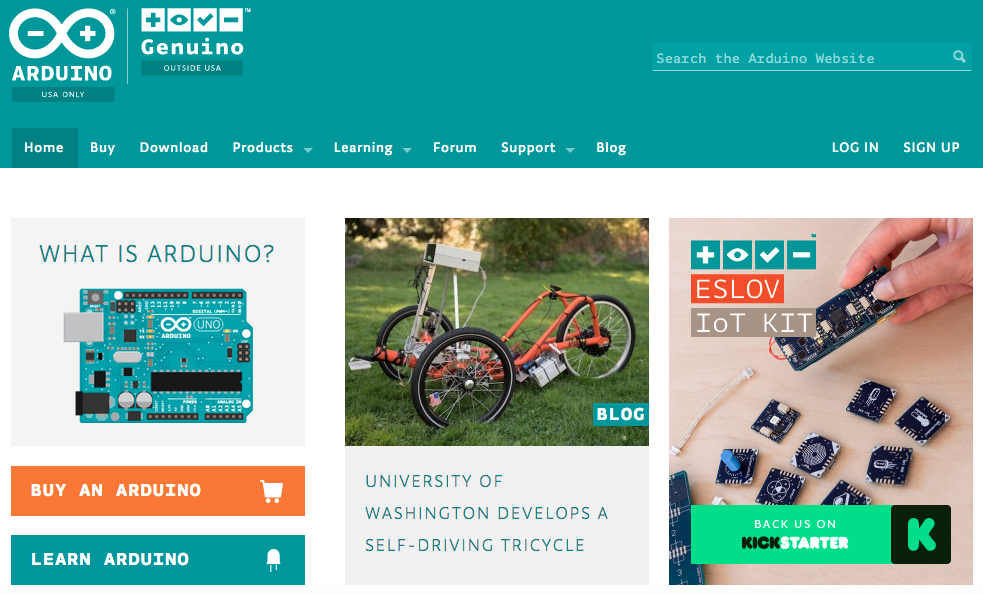 ARDUINO
USA ONLY
Genuino
OUTSIDE USA
Search the Arduino Website
Home Buy Download Products Learning Forum Support Blog LOG IN SIGN UP
WHAT IS ARDUINO?
UNO
ARDUINO
BUY AN ARDUINO
LEARN ARDUINO
BLOG
UNIVERSITY OF
WASHINGTON DEVELOPS A
SELF-DRIVING TRICYCLE
ESLOV
IoT KIT
BACK US ON
KICKSTARTER
K